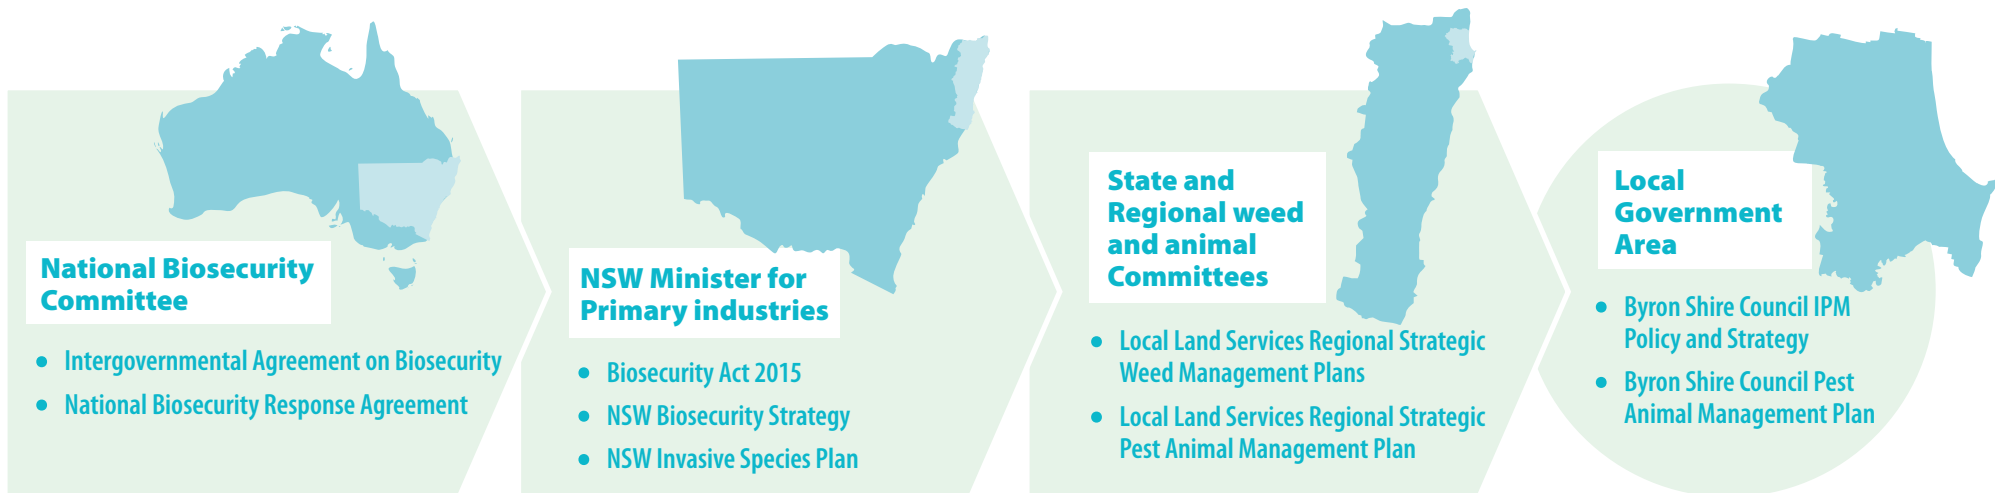 National Biosecurity
Committee
• Intergovernmental Agreement on Biosecurity
• National Biosecurity Response Agreement
NSW Minister for
Primary industries
• Biosecurity Act 2015
• NSW Biosecurity Strategy
• NSW Invasive Species Plan
State and
Regional weed
and animal
Committees
• Local Land Services Regional Strategic
Weed Management Plans
• Local Land Services Regional Strategic
Pest Animal Management Plan
Local
Government
Area
• Byron Shire Council IPM
Policy and Strategy
• Byron Shire Council Pest
Animal Management Plan